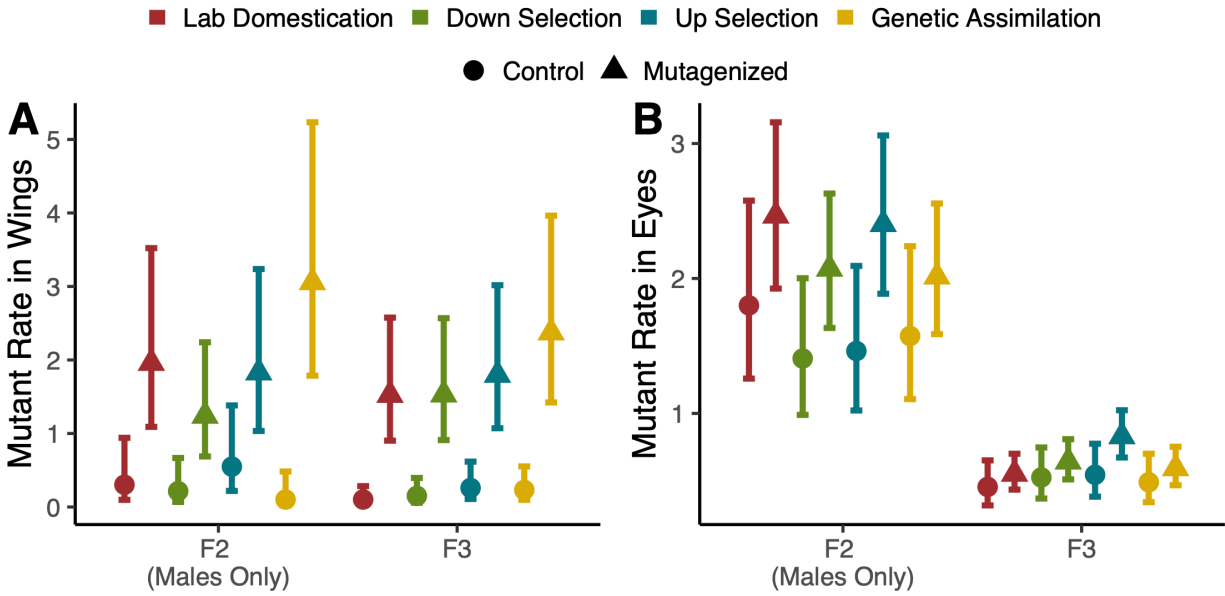 Lab Domestication Down Selection Up Selection Genetic Assimilation
Control Mutagenized
A
Mutant Rate in Wings
5
4
3
2
1
0
F2
(Males Only)
F3
B
Mutant Rate in Eyes
3
2
1
F2
(Males Only)
F3